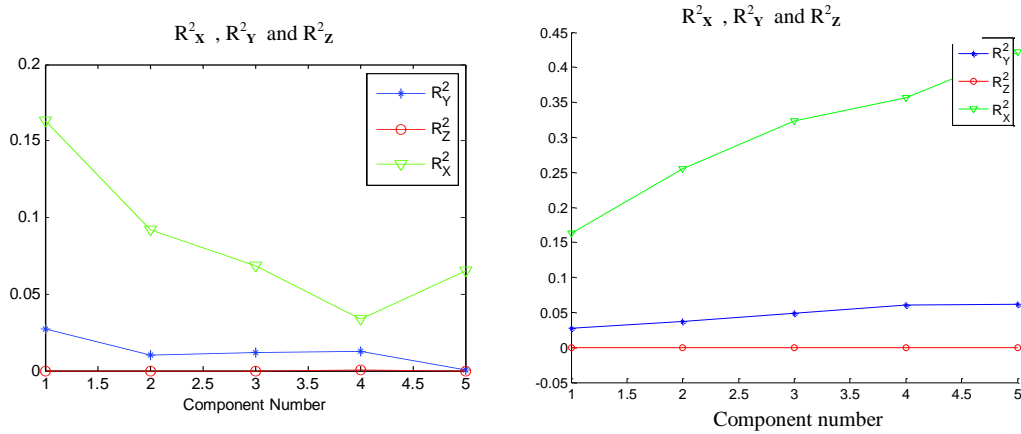 R²X , R²Y and R²Z
0.2
0.15
0.1
0.05
0
1 1.5 2 2.5 3 3.5 4 4.5 5
Component Number
R²Y
R²Z
R²X
R²X , R²Y and R²Z
0.45
0.4
0.35
0.3
0.25
0.2
0.15
0.1
0.05
0
-0.05
1 1.5 2 2.5 3 3.5 4 4.5 5
Component number
R²Y
R²Z
R²X